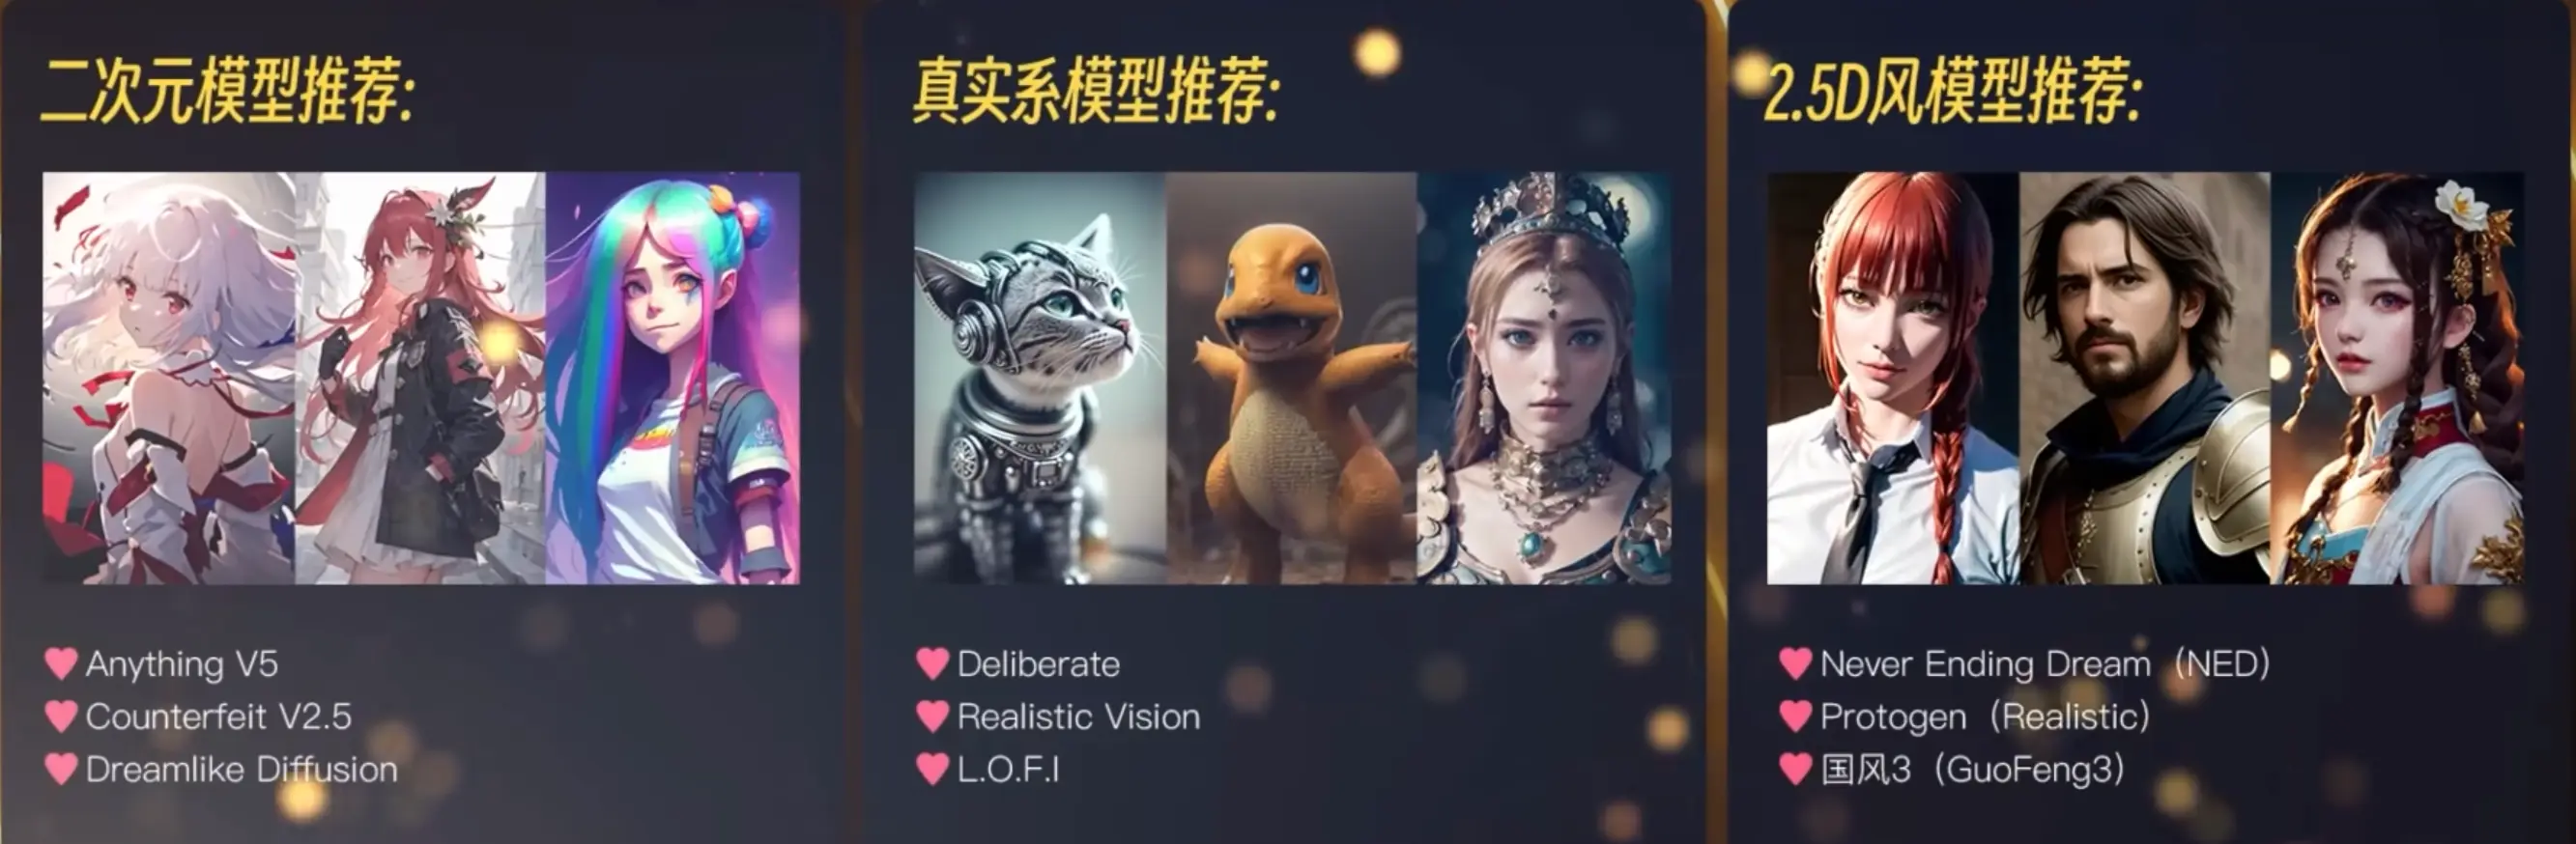 二次元模型推荐:
Anything V5
Counterfeit V2.5
Dreamlike Diffusion
真实系模型推荐:
Deliberate
Realistic Vision
L.O.F.I
2.5D风模型推荐:
Never Ending Dream（NED）
Protogen（Realistic）
国风3（GuoFeng3）